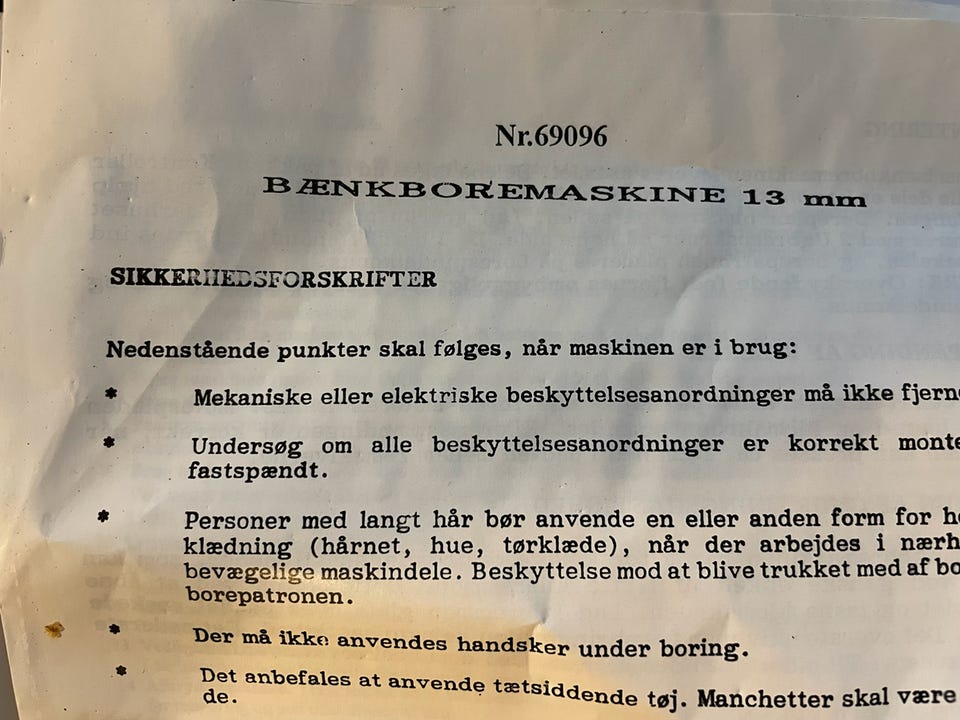 Nr.69096
BÆNKBOREMASKINE 13 mm
SIKKERHEDSFORSKRIFTER
Nedenstående punkter skal følges, når maskinen er i brug:
* Mekaniske eller elektriske beskyttelsesanordninger må ikke
* Undersøg om alle beskyttelsesanordninger er korrekt
fastspændt.
* Personer med langt hår bør anvende en eller anden form for
klædning (hårnet, hue, tørklæde), når der arbejdes i
bevægelige maskindele. Beskyttelse mod at blive trukket med af
borepatronen.
* Der må ikke anvendes handsker under boring.
* Det anbefales at anvende tætsiddende tøj. Manchetter skal være
de.